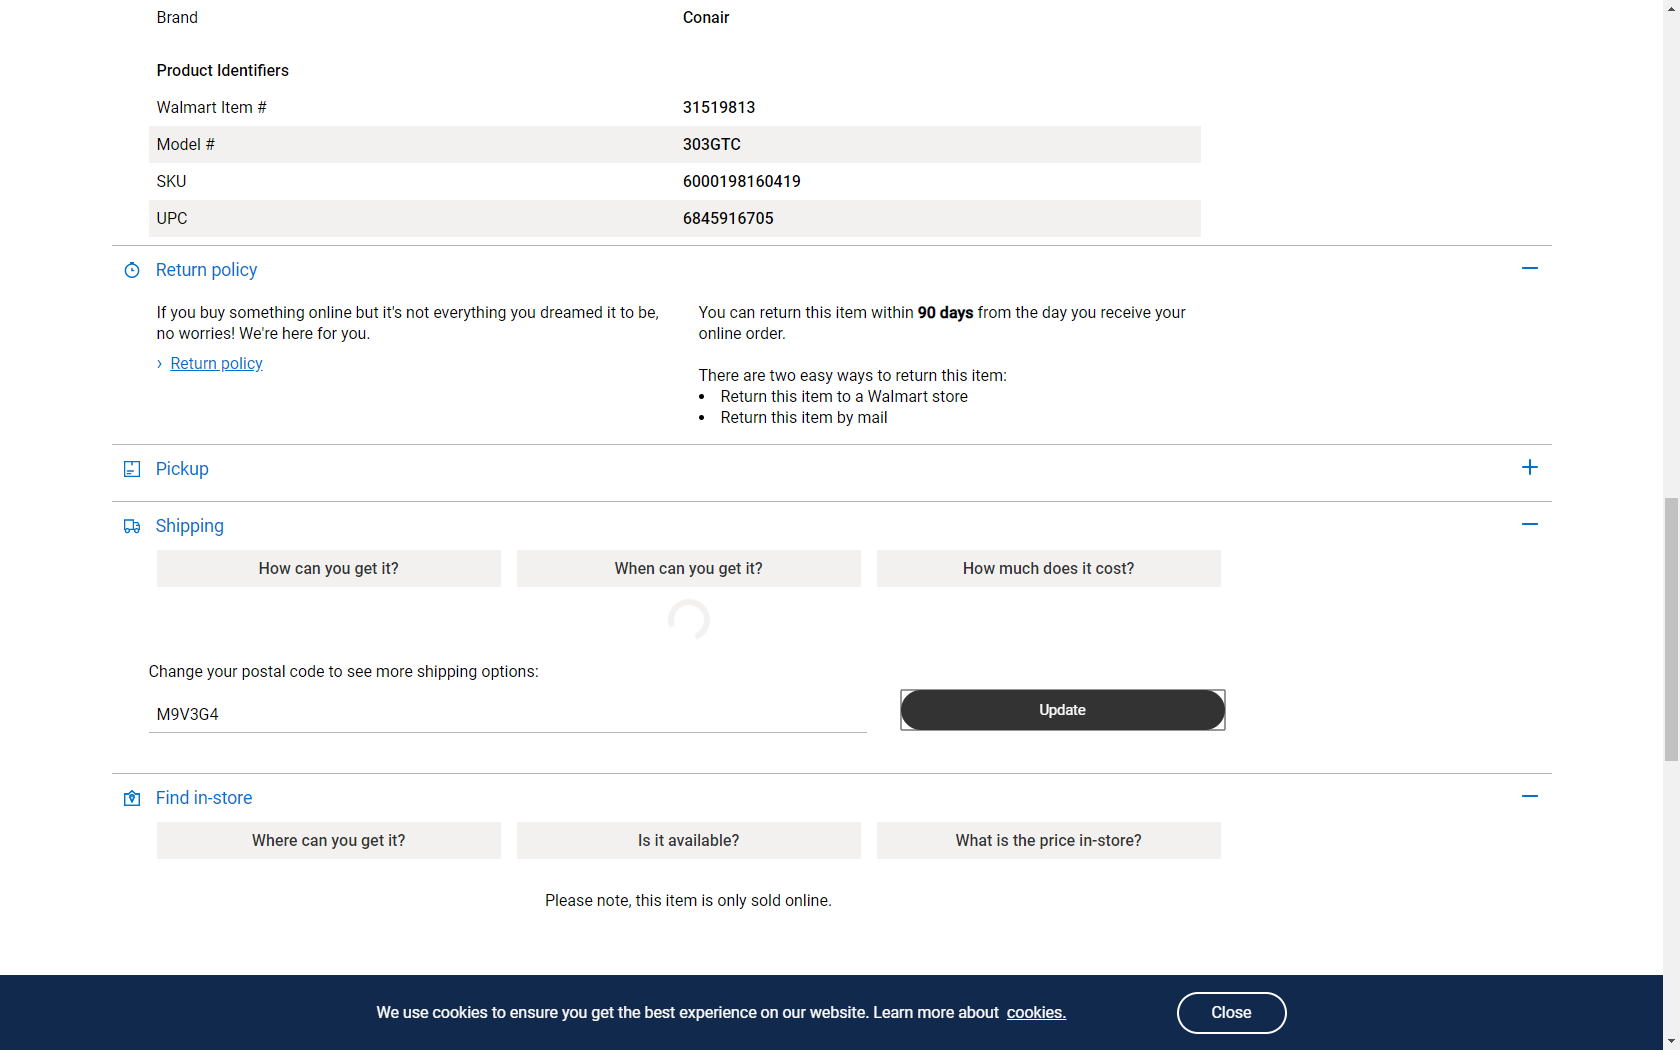 Brand Conair
Product Identifiers
Walmart Item # 31519813
Model # 303GTC
SKU 6000198160419
UPC 6845916705
Return policy
If you buy something online but it's not everything you dreamed it to be,
no worries! We're here for you.
› Return policy
You can return this item within 90 days from the day you receive your
online order.
There are two easy ways to return this item:
• Return this item to a Walmart store
• Return this item by mail
Pickup
Shipping
How can you get it? When can you get it? How much does it cost?
Change your postal code to see more shipping options:
M9V3G4
Update
Find in-store
Where can you get it? Is it available? What is the price in-store?
Please note, this item is only sold online.
We use cookies to ensure you get the best experience on our website. Learn more about cookies.
Close